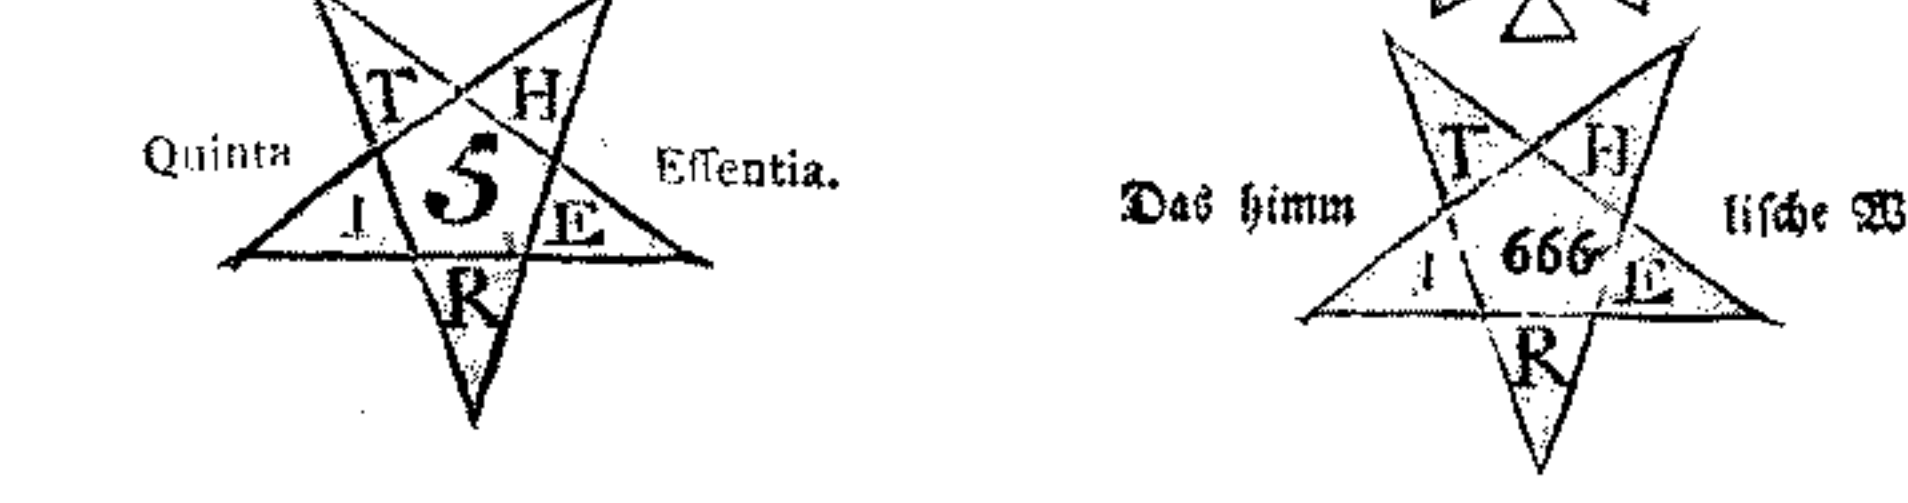 T H
Quinta 5 Eſſentia.
I E
R
T H
Das himm liſche W
666
I E
R